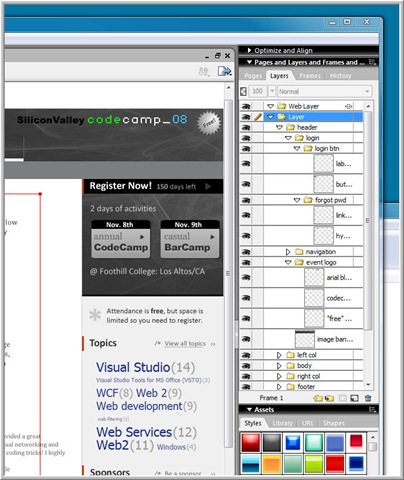 Optimize and Align
Pages and Layers and Frames and ...
Pages Layers Frames History
100 Normal
Web Layer
Layer
header
login
login btn
lab...
but...
forgot pwd
link...
hy...
navigation
event logo
arial bl...
codec...
"free" ...
image ban...
left col
body
right col
footer
Frame 1
Assets
Styles Library URL Shapes
SiliconValley codecamp_08
free!
Register Now! 150 days left
2 days of activities
Nov. 8th Nov. 9th
annual casual
CodeCamp BarCamp
@ Foothill College: Los Altos/CA
Attendance is free, but space is
limited so you need to register.
Topics /* View all topics >>
Visual Studio(14)
Visual Studio Tools for MS Office (VSTO)(3)
WCF(8) Web 2(9)
Web development(9)
web filtering(3)
Web Services(12)
Web2(11) Windows(4)
Sponsors /* Be a sponsor
low
s,
ge
ts,
ovided a great
ual networking and
coding tricks! I highly